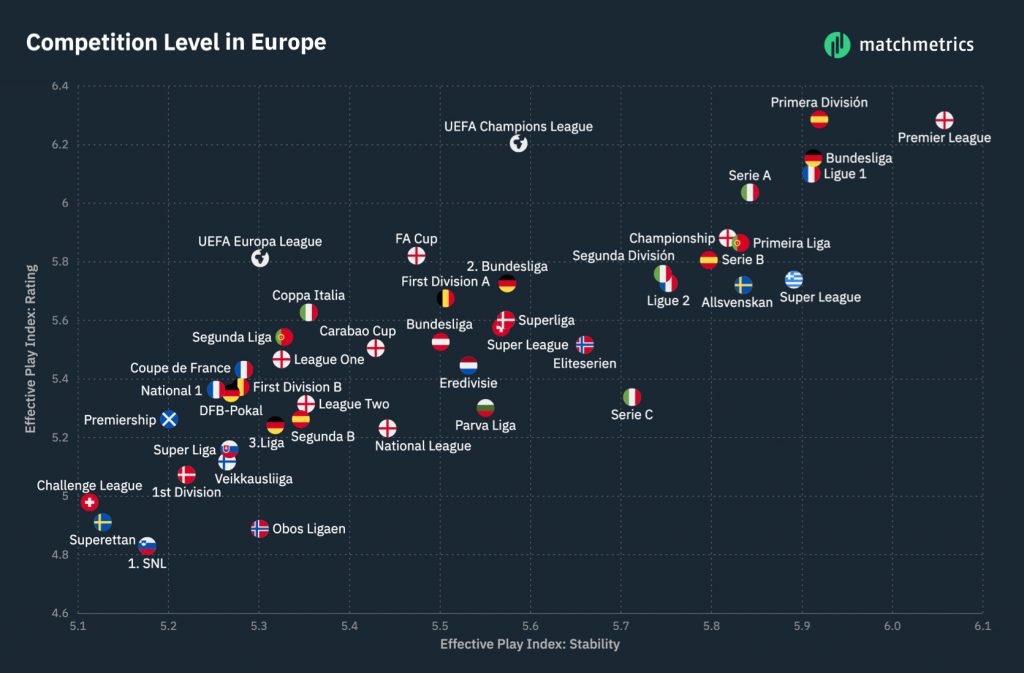 Competition Level in Europe
matchmetrics
6.4
6.2
6
5.8
5.6
5.4
5.2
5
4.8
4.6
Effective Play Index: Rating
Primera División
Premier League
UEFA Champions League
Bundesliga
Ligue 1
Serie A
UEFA Europa League
FA Cup
Championship
Primeira Liga
Segunda División
Serie B
2. Bundesliga
First Division A
Ligue 2
Allsvenskan
Super League
Coppa Italia
Segunda Liga
Carabao Cup
Bundesliga
Superliga
Super League
Eliteserien
League One
Coupe de France
Eredivisie
National 1
First Division B
DFB-Pokal
League Two
Serie C
Premiership
3.Liga
Segunda B
Parva Liga
National League
Super Liga
Veikkausliiga
Challenge League
1st Division
Superettan
Obos Ligaen
1. SNL
5.1
5.2
5.3
5.4
5.5
5.6
5.7
5.8
5.9
6.0
6.1
Effective Play Index: Stability